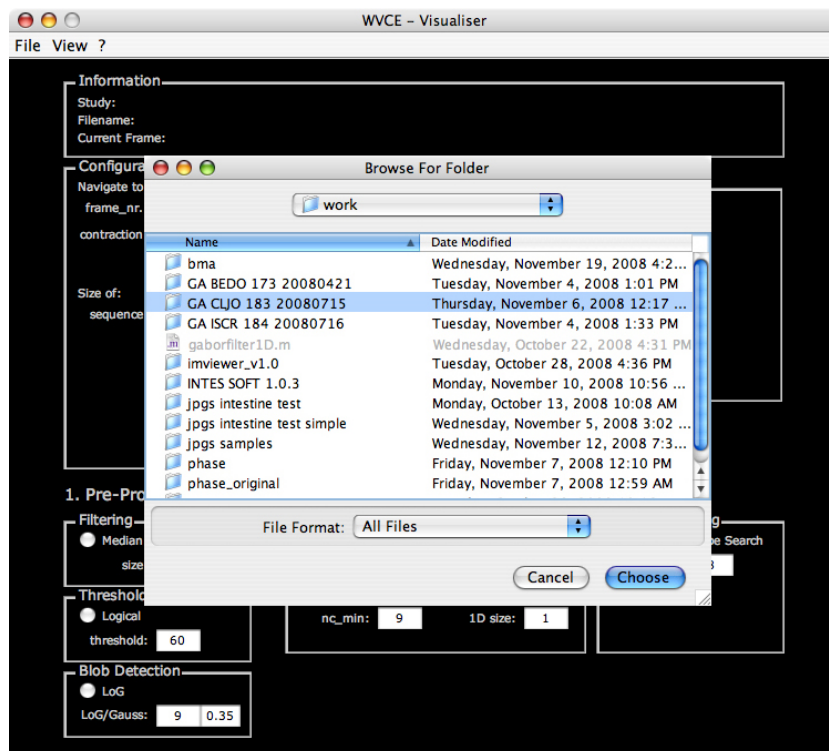 WVCE – Visualiser
File View ?
Information
Study:
Filename:
Current Frame:
Configura
Navigate to
frame_nr.
contraction
Size of:
sequence
Browse For Folder
work
Name Date Modified
bma Wednesday, November 19, 2008 4:2...
GA BEDO 173 20080421 Tuesday, November 4, 2008 1:01 PM
GA CLJO 183 20080715 Thursday, November 6, 2008 12:17 ...
GA ISCR 184 20080716 Tuesday, November 4, 2008 1:33 PM
gaborfilter1D.m Wednesday, October 22, 2008 4:31 PM
imviewer_v1.0 Tuesday, October 28, 2008 4:36 PM
INTES SOFT 1.0.3 Monday, November 10, 2008 10:56 ...
jpgs intestine test Monday, October 13, 2008 10:08 AM
jpgs intestine test simple Wednesday, November 5, 2008 3:02 ...
jpgs samples Wednesday, November 12, 2008 7:3...
phase Friday, November 7, 2008 12:10 PM
phase_original Friday, November 7, 2008 12:59 AM
File Format: All Files
Cancel Choose
1. Pre-Pro
Filtering
Median
size
g
pe Search
Threshold
Logical
threshold: 60
nc_min: 9 1D size: 1
Blob Detection
LoG
LoG/Gauss: 9 0.35